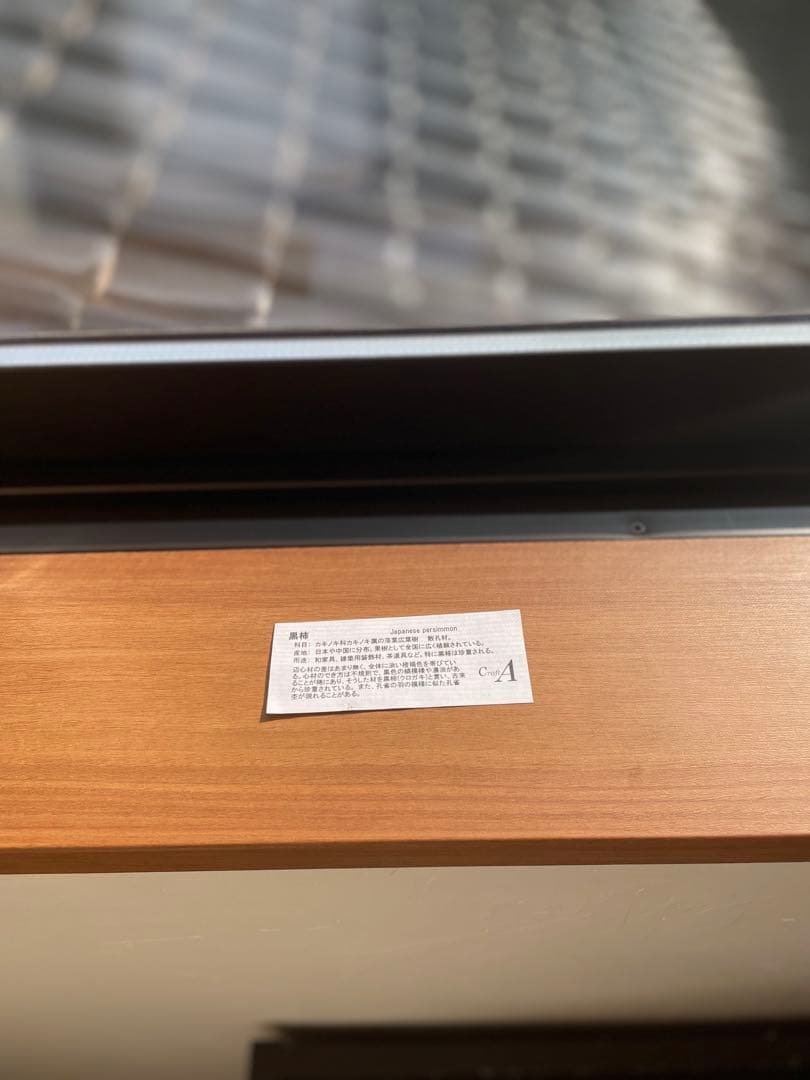 黒柿 Japanese persimmon
科目: カキノキ科カキノキ属の落葉広葉樹 散孔材。
産地: 日本や中国に分布。果樹として全国に広く植栽されている。
用途: 和家具、建築用装飾材、茶道具など。特に黒柿は珍重される。
辺心材の差はあまり無く、全体に淡い橙褐色を帯びてい
る。心材のでき方は不規則で、黒色の縞模様や濃淡があ
ることが稀にあり、そうした材を黒柿(クロガキ)と言い、古来
から珍重されている。また、孔雀の羽の模様に似た孔雀
杢が現れることがある。
Craft A